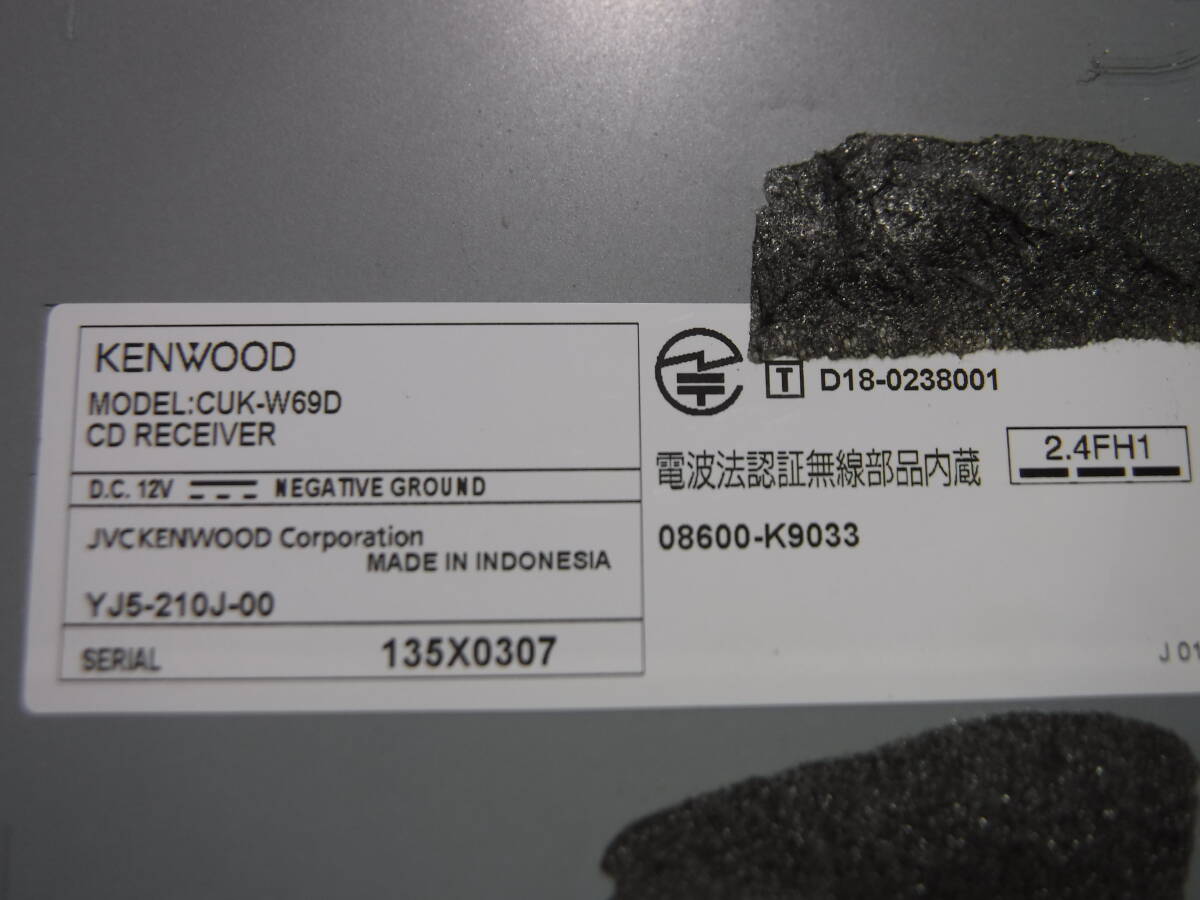 KENWOOD
MODEL:CUK-W69D
CD RECEIVER
D.C. 12V NEGATIVE GROUND
JVCKENWOOD Corporation
MADE IN INDONESIA
YJ5-210J-00
SERIAL 135X0307
T D18-0238001
電波法認証無線部品内蔵 2.4FH1
08600-K9033
J 01